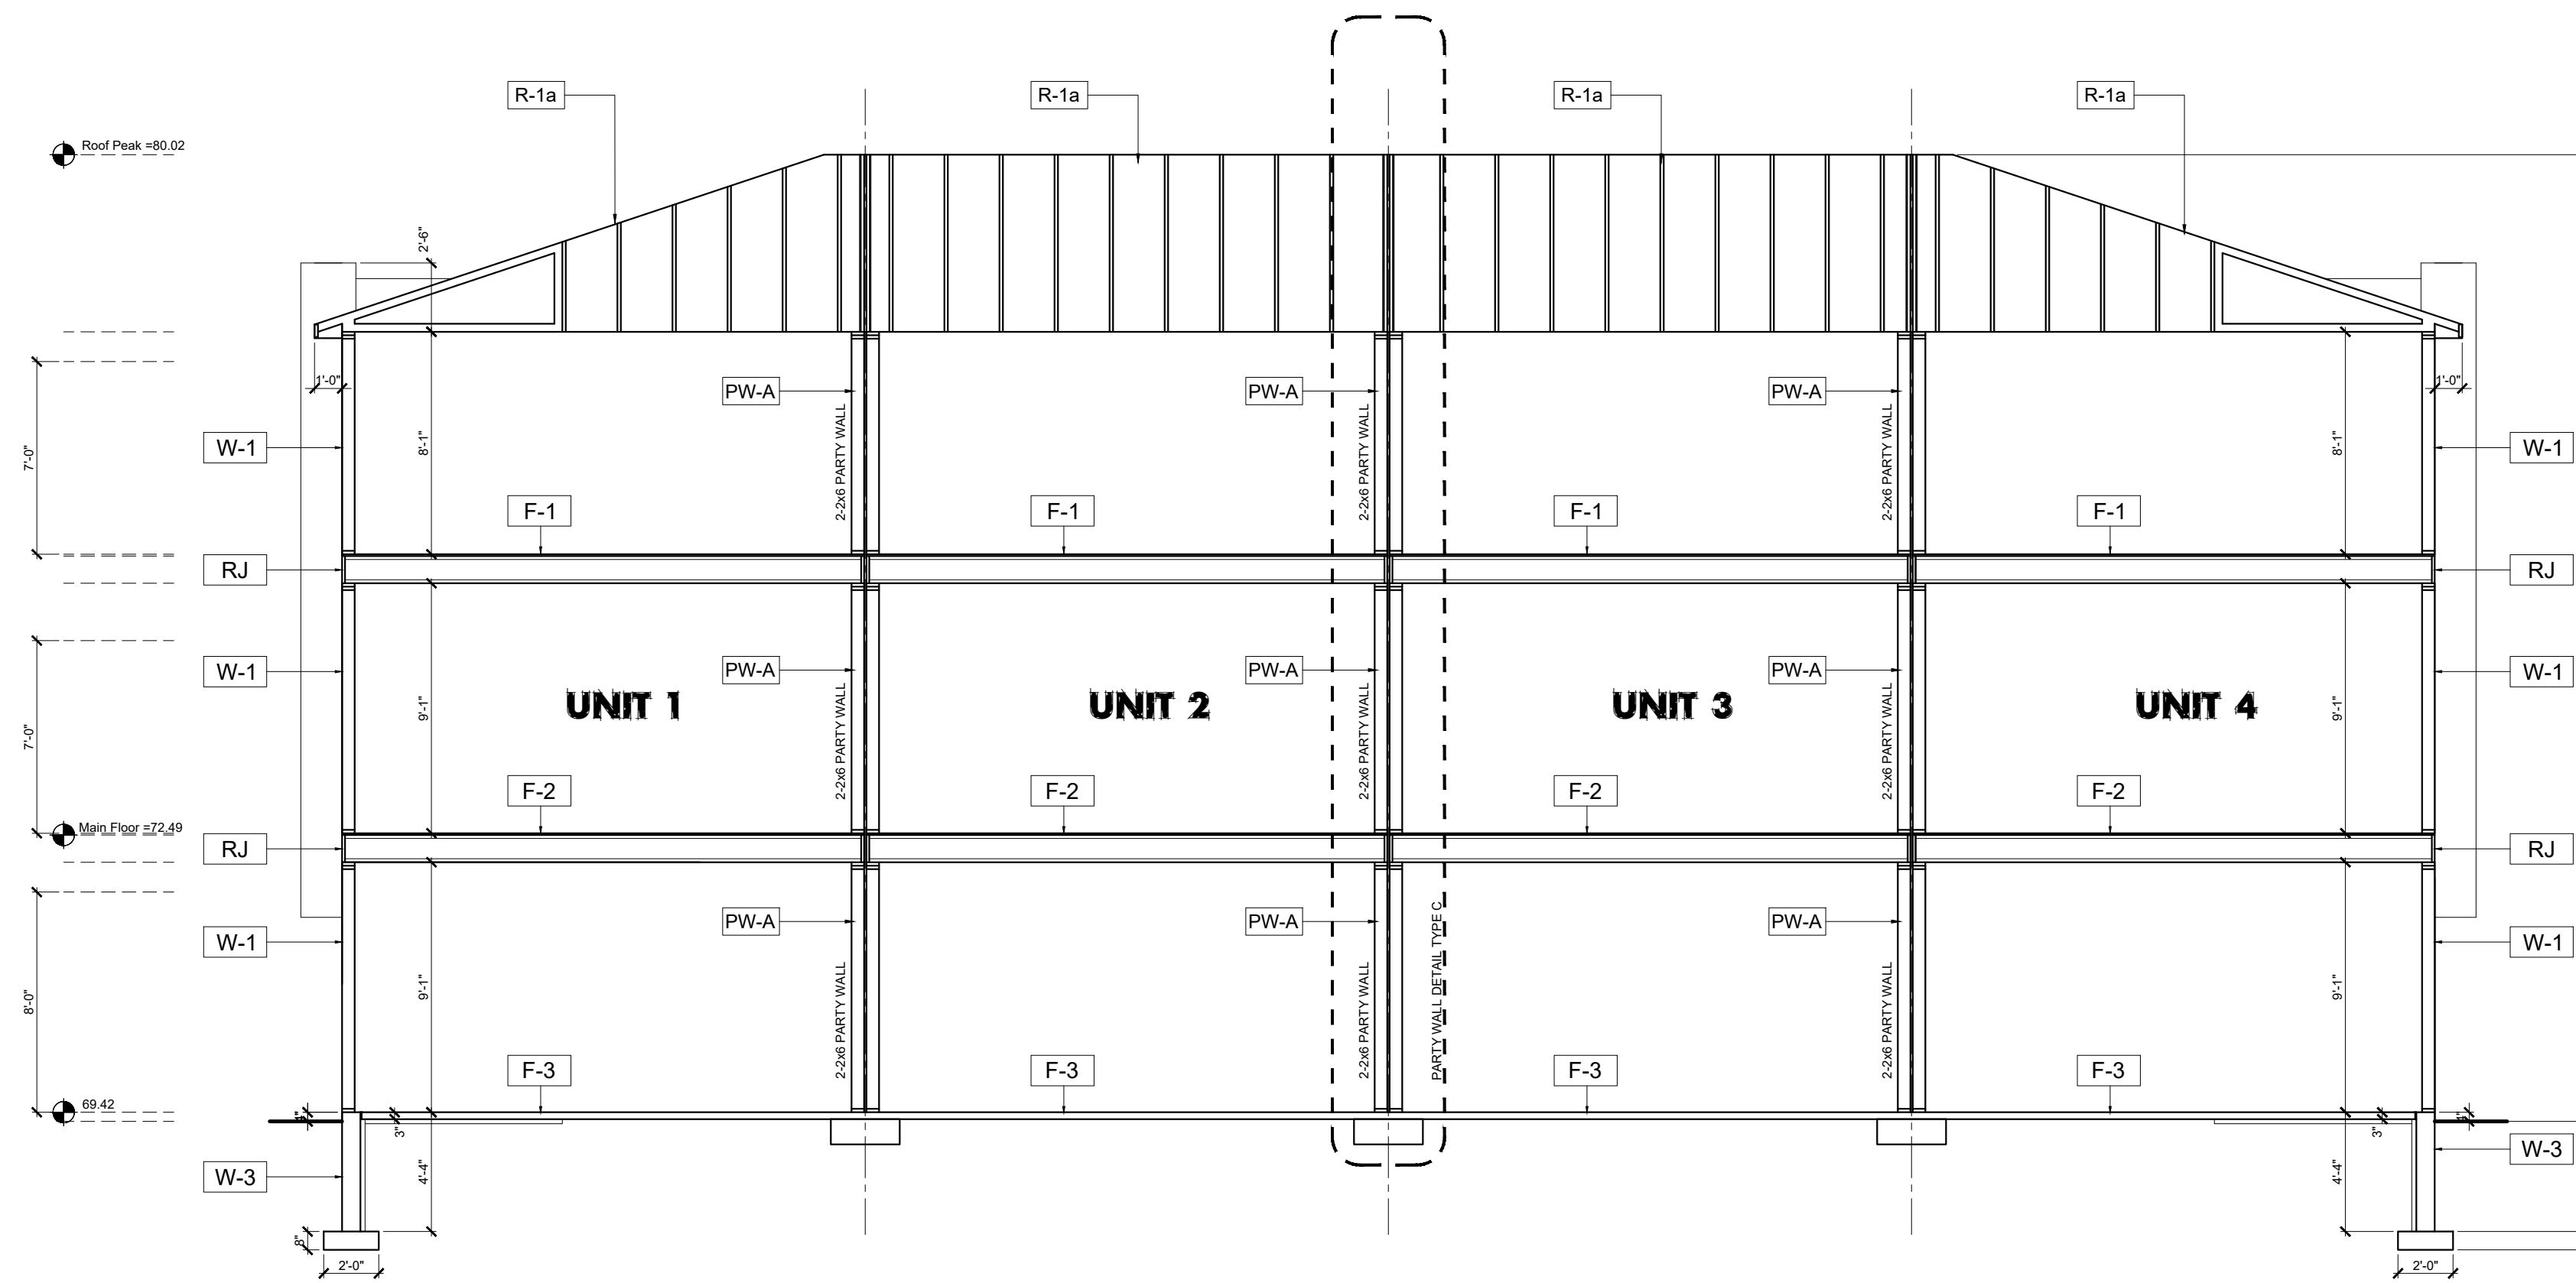 R-1a
R-1a
R-1a
R-1a
Roof Peak =80.02
2'-6"
1'-0"
1'-0"
PW-A
PW-A
PW-A
7'-0"
W-1
8'-1"
2-2x6 PARTY WALL
2-2x6 PARTY WALL
2-2x6 PARTY WALL
8'-1"
W-1
F-1
F-1
F-1
F-1
RJ
RJ
W-1
PW-A
PW-A
PW-A
W-1
7'-0"
9'-1"
UNIT 1
2-2x6 PARTY WALL
UNIT 2
2-2x6 PARTY WALL
UNIT 3
2-2x6 PARTY WALL
UNIT 4
9'-1"
F-2
F-2
F-2
F-2
Main Floor =72.49
RJ
RJ
PW-A
PW-A
PW-A
W-1
W-1
8'-0"
9'-1"
2-2x6 PARTY WALL
2-2x6 PARTY WALL
PARTY WALL DETAIL TYPE C
2-2x6 PARTY WALL
9'-1"
F-3
F-3
F-3
F-3
69.42
4"
3"
3"
4"
W-3
4'-4"
4'-4"
W-3
8"
2'-0"
2'-0"